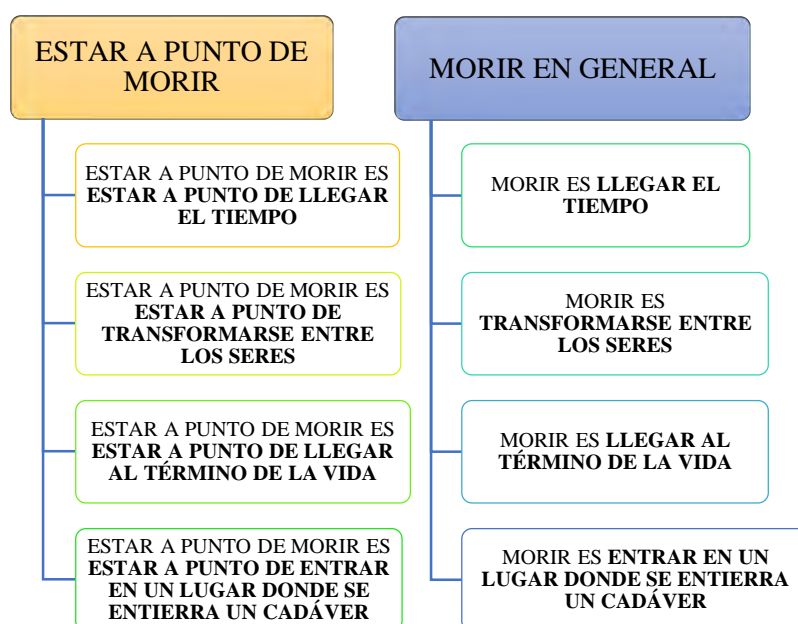 ESTAR A PUNTO DE
MORIR
ESTAR A PUNTO DE MORIR ES
ESTAR A PUNTO DE LLEGAR
EL TIEMPO
ESTAR A PUNTO DE MORIR ES
ESTAR A PUNTO DE
TRANSFORMARSE ENTRE
LOS SERES
ESTAR A PUNTO DE MORIR ES
ESTAR A PUNTO DE LLEGAR
AL TÉRMINO DE LA VIDA
ESTAR A PUNTO DE MORIR ES
ESTAR A PUNTO DE ENTRAR
EN UN LUGAR DONDE SE
ENTIERRA UN CADÁVER
MORIR EN GENERAL
MORIR ES LLEGAR EL
TIEMPO
MORIR ES
TRANSFORMARSE ENTRE
LOS SERES
MORIR ES LLEGAR AL
TÉRMINO DE LA VIDA
MORIR ES ENTRAR EN UN
LUGAR DONDE SE ENTIERRA
UN CADÁVER